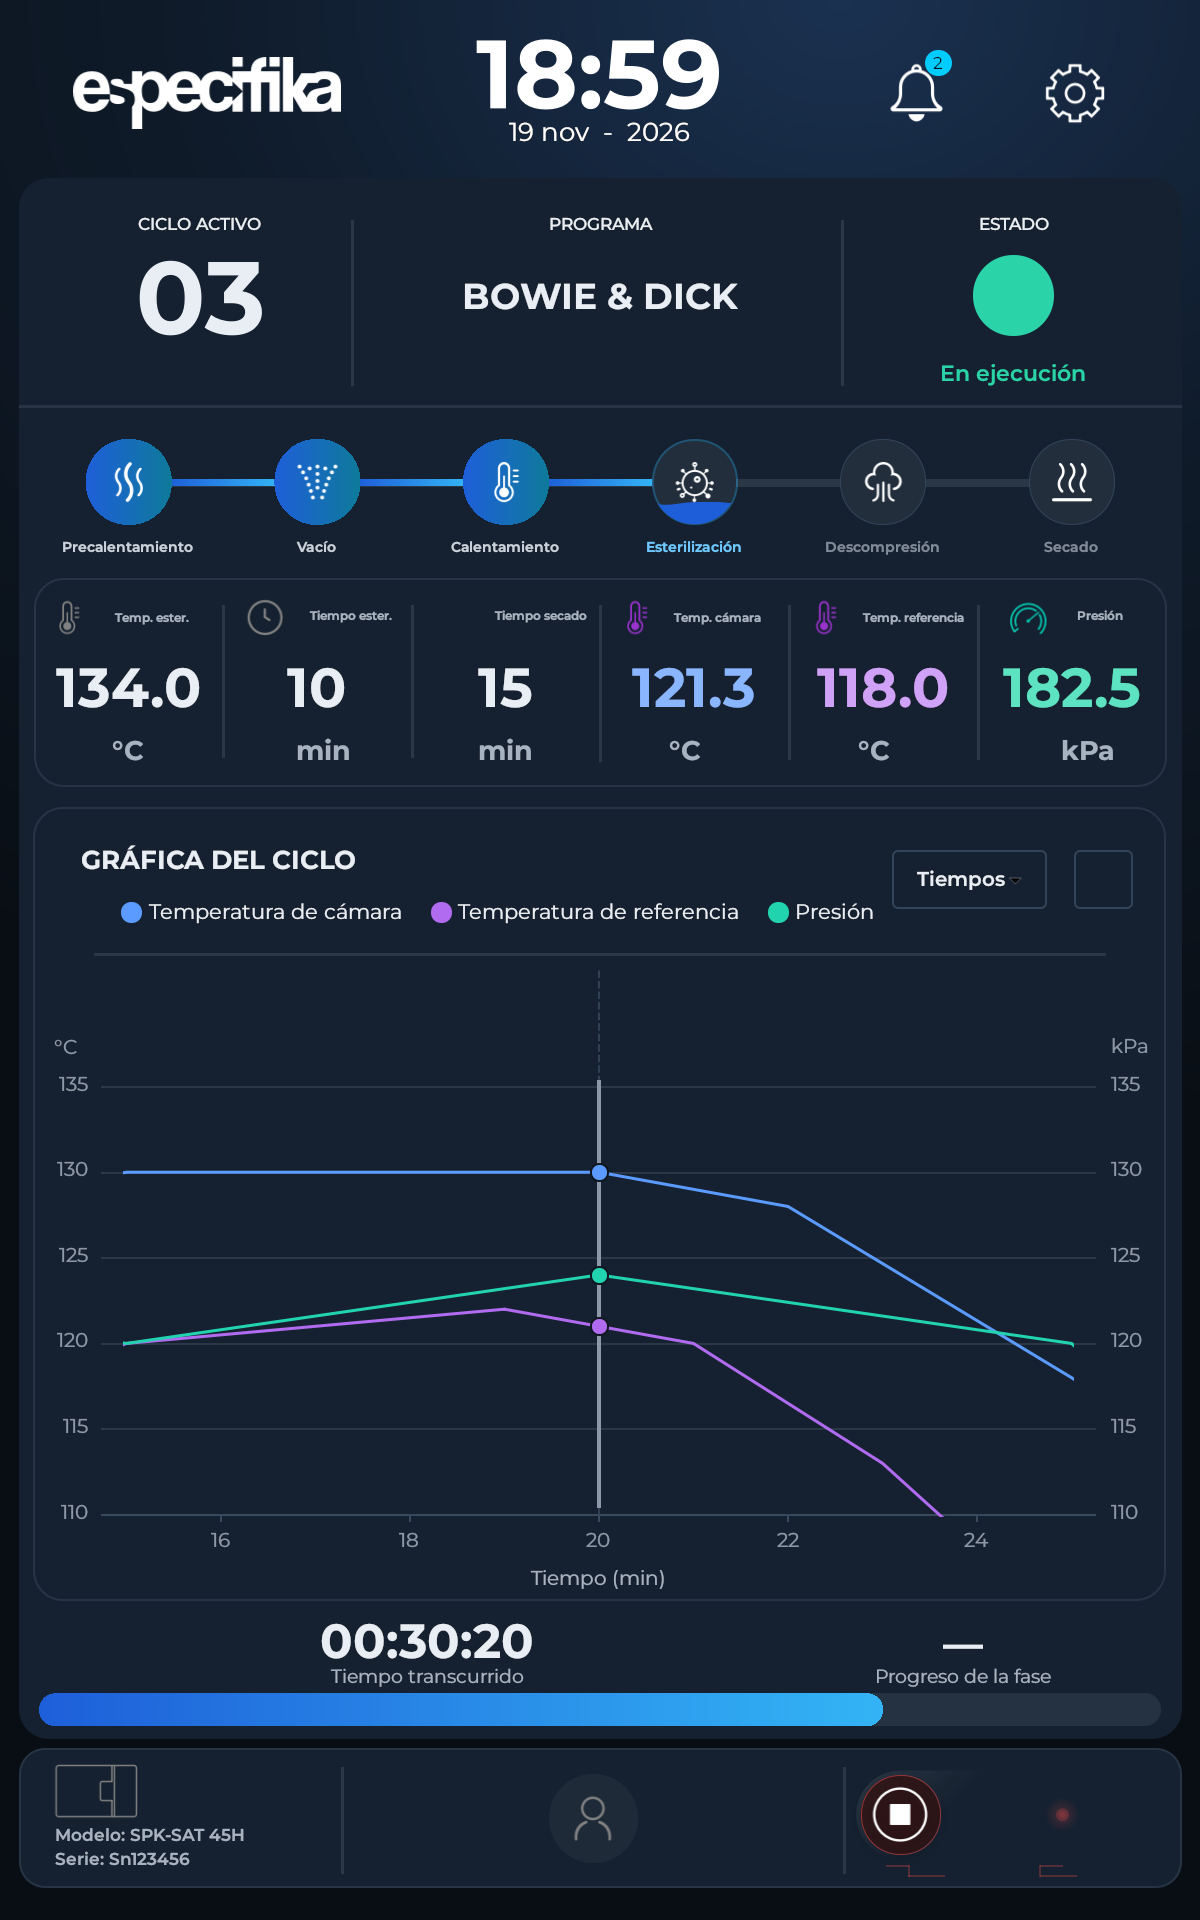 especifika
18:59
2
19 nov - 2026
CICLO ACTIVO
PROGRAMA
ESTADO
03
BOWIE & DICK
En ejecución
Precalentamiento
Vacío
Calentamiento
Esterilización
Descompresión
Secado
Temp. ester.
Tiempo ester.
Tiempo secado
Temp. cámara
Temp. referencia
Presión
134.0
10
15
121.3
118.0
182.5
°C
min
min
°C
°C
kPa
GRÁFICA DEL CICLO
Tiempos
Temperatura de cámara
Temperatura de referencia
Presión
°C
kPa
135
135
130
130
125
125
120
120
115
115
110
110
16
18
20
22
24
Tiempo (min)
00:30:20
—
Tiempo transcurrido
Progreso de la fase
Modelo: SPK-SAT 45H
Serie: Sn123456